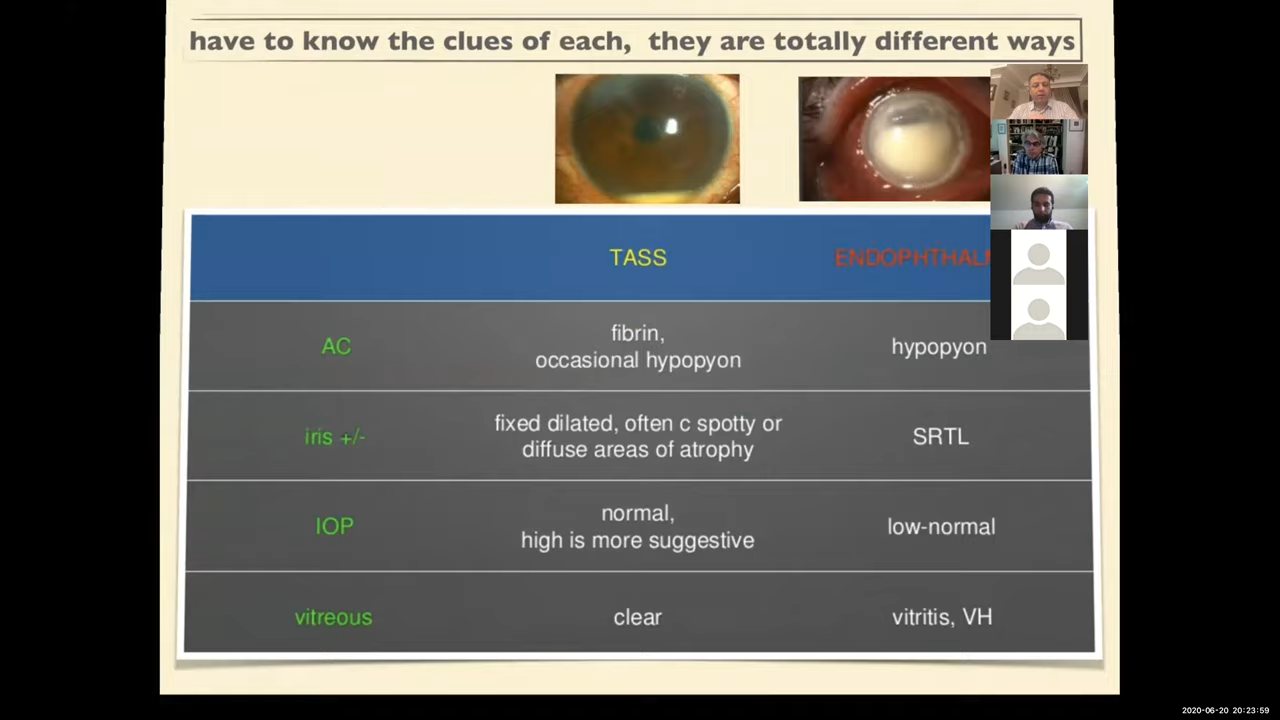 have to know the clues of each, they are totally different ways
TASS
AC
fibrin,
occasional hypopyon
hypopyon
iris +/-
fixed dilated, often c spotty or
diffuse areas of atrophy
SRTL
IOP
normal,
high is more suggestive
low-normal
vitreous
clear
vitritis, VH
2020-06-20 20:23:59